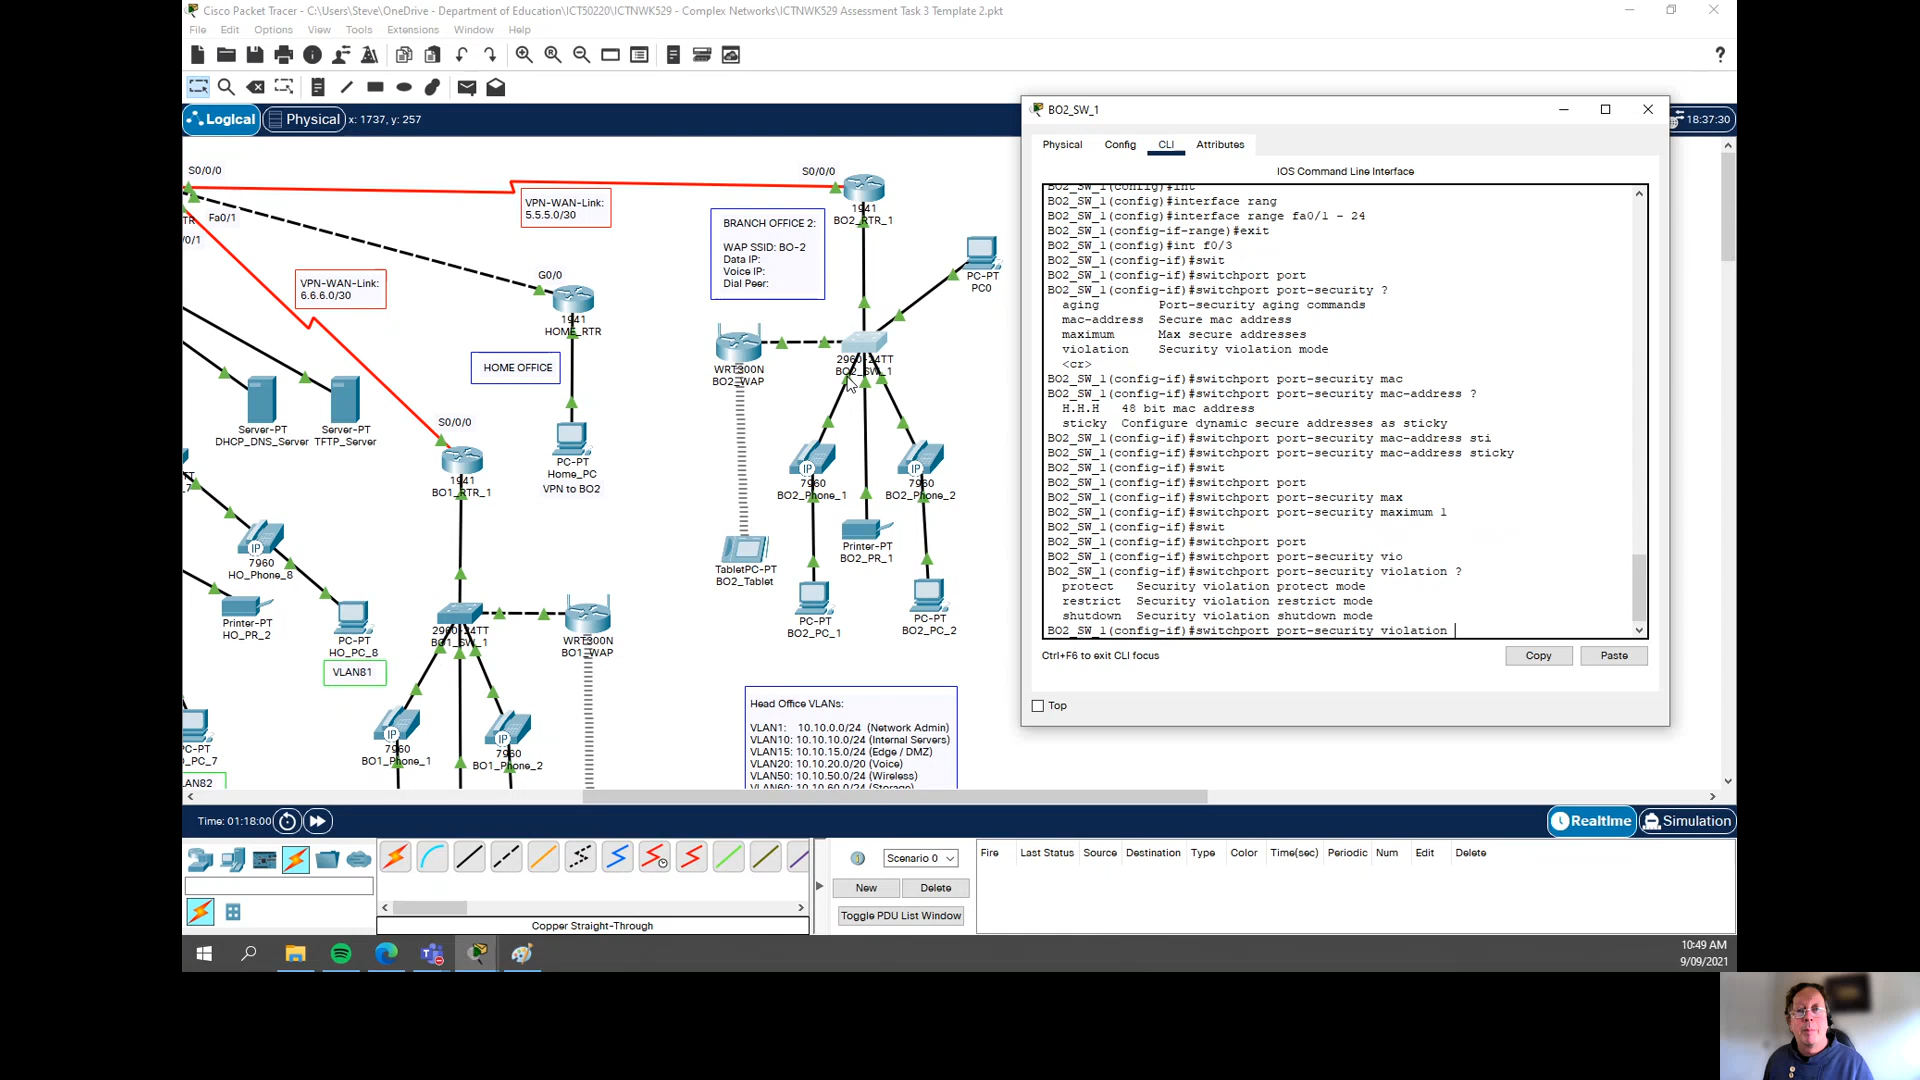 Cisco Packet Tracer - C:\Users\Steve\OneDrive - Department of Education\ICT50220\ICTNWK529 - Complex Networks\ICTNWK529 Assessment Task 3 Template 2.pkt
File Edit Options View Tools Extensions Window Help
?
Logical Physical x: 1737, y: 257
18:37:30
S0/0/0
Fa0/1
0/1
VPN-WAN-Link:
5.5.5.0/30
VPN-WAN-Link:
6.6.6.0/30
S0/0/0
1941
BO2_RTR_1
BRANCH OFFICE 2:
WAP SSID: BO-2
Data IP:
Voice IP:
Dial Peer:
PC-PT
PC0
G0/0
1941
HOME_RTR
HOME OFFICE
PC-PT
Home_PC
VPN to BO2
WRT300N
BO2_WAP
2960-24TT
BO2_SW_1
Server-PT
DHCP_DNS_Server
Server-PT
TFTP_Server
S0/0/0
1941
BO1_RTR_1
IP
7960
BO2_Phone_1
IP
7960
BO2_Phone_2
TabletPC-PT
BO2_Tablet
Printer-PT
BO2_PR_1
PC-PT
BO2_PC_1
PC-PT
BO2_PC_2
IP
7960
HO_Phone_8
Printer-PT
HO_PR_2
PC-PT
HO_PC_8
VLAN81
2960-24TT
BO1_SW_1
WRT300N
BO1_WAP
PC-PT
O_PC_7
LAN82
IP
7960
BO1_Phone_1
IP
7960
BO1_Phone_2
Head Office VLANs:
VLAN1: 10.10.0.0/24 (Network Admin)
VLAN10: 10.10.10.0/24 (Internal Servers)
VLAN15: 10.10.15.0/24 (Edge / DMZ)
VLAN20: 10.10.20.0/20 (Voice)
VLAN50: 10.10.50.0/24 (Wireless)
VLAN60: 10.10.60.0/24 (Storage)
BO2_SW_1
Physical Config CLI Attributes
IOS Command Line Interface
BO2_SW_1(config)#int
BO2_SW_1(config)#interface rang
BO2_SW_1(config)#interface range fa0/1 - 24
BO2_SW_1(config-if-range)#exit
BO2_SW_1(config)#int f0/3
BO2_SW_1(config-if)#swit
BO2_SW_1(config-if)#switchport port
BO2_SW_1(config-if)#switchport port-security ?
aging Port-security aging commands
mac-address Secure mac address
maximum Max secure addresses
violation Security violation mode
<cr>
BO2_SW_1(config-if)#switchport port-security mac
BO2_SW_1(config-if)#switchport port-security mac-address ?
H.H.H 48 bit mac address
sticky Configure dynamic secure addresses as sticky
BO2_SW_1(config-if)#switchport port-security mac-address sti
BO2_SW_1(config-if)#switchport port-security mac-address sticky
BO2_SW_1(config-if)#swit
BO2_SW_1(config-if)#switchport port
BO2_SW_1(config-if)#switchport port-security max
BO2_SW_1(config-if)#switchport port-security maximum 1
BO2_SW_1(config-if)#swit
BO2_SW_1(config-if)#switchport port
BO2_SW_1(config-if)#switchport port-security vio
BO2_SW_1(config-if)#switchport port-security violation ?
protect Security violation protect mode
restrict Security violation restrict mode
shutdown Security violation shutdown mode
BO2_SW_1(config-if)#switchport port-security violation
Ctrl+F6 to exit CLI focus
Copy
Paste
Top
Time: 01:18:00
Realtime Simulation
Scenario 0
New Delete
Toggle PDU List Window
Fire Last Status Source Destination Type Color Time(sec) Periodic Num Edit Delete
Copper Straight-Through
10:49 AM
9/09/2021